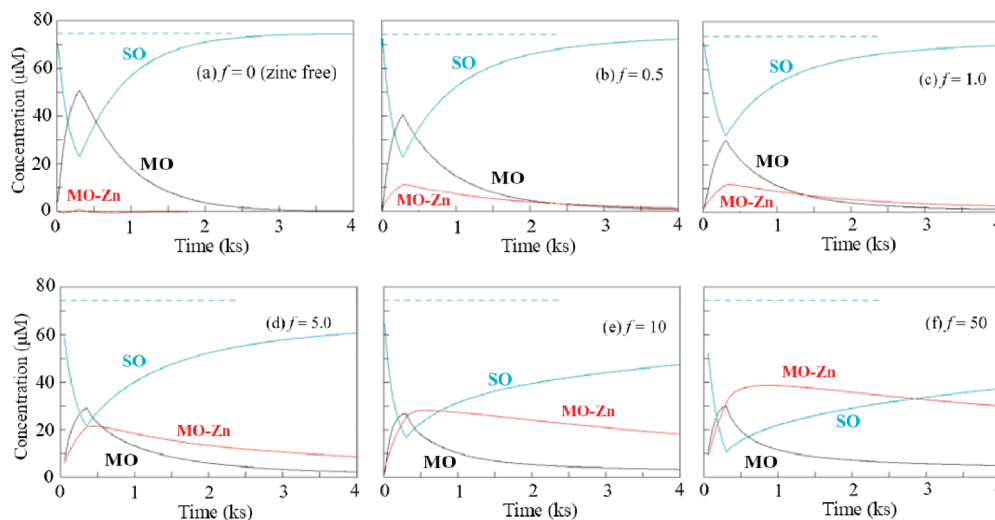 Concentration (μM)
80
60
40
20
0
SO
(a) f = 0 (zinc free)
MO
MO-Zn
0
1
2
3
4
Time (ks)
SO
(b) f = 0.5
MO
MO-Zn
0
1
2
3
4
Time (ks)
SO
(c) f = 1.0
MO
MO-Zn
0
1
2
3
4
Time (ks)
Concentration (μM)
80
60
40
20
0
(d) f = 5.0
SO
MO-Zn
MO
0
1
2
3
4
Time (ks)
(e) f = 10
SO
MO-Zn
MO
0
1
2
3
4
Time (ks)
(f) f = 50
MO-Zn
SO
MO
0
1
2
3
4
Time (ks)